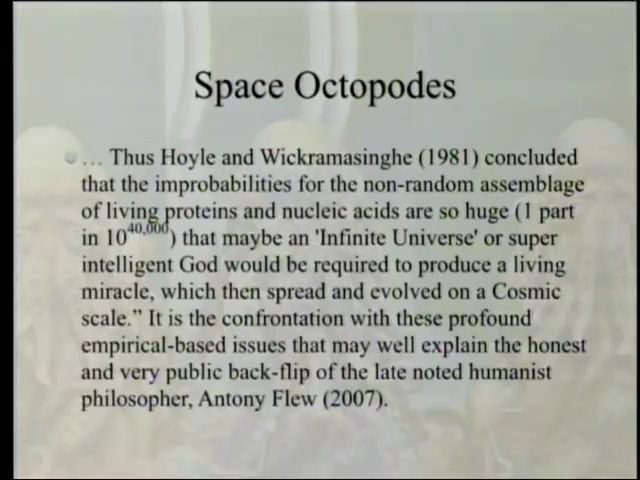 Space Octopodes
… Thus Hoyle and Wickramasinghe (1981) concluded
that the improbabilities for the non-random assemblage
of living proteins and nucleic acids are so huge (1 part
in 10^40,000) that maybe an 'Infinite Universe' or super
intelligent God would be required to produce a living
miracle, which then spread and evolved on a Cosmic
scale.” It is the confrontation with these profound
empirical-based issues that may well explain the honest
and very public back-flip of the late noted humanist
philosopher, Antony Flew (2007).